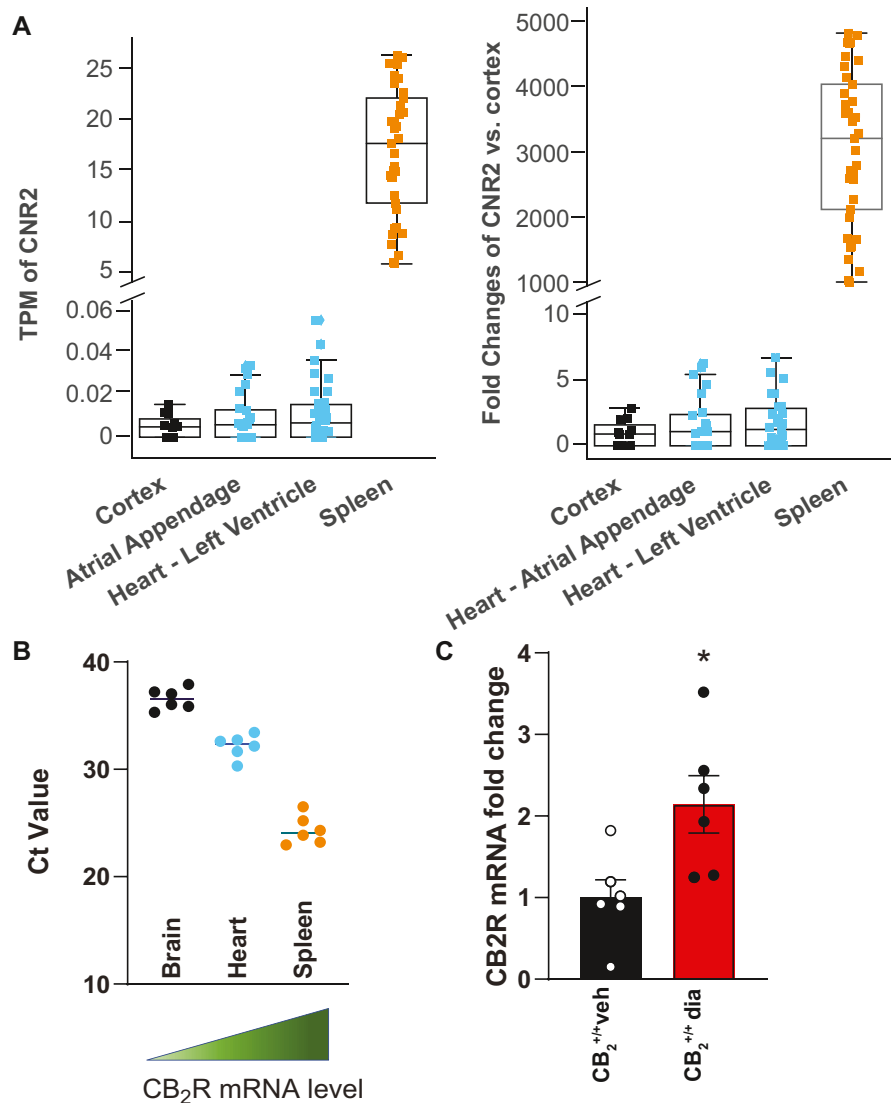 A
TPM of CNR2
25
20
15
10
5
0.06
0.04
0.02
0
Cortex
Atrial Appendage
Heart - Left Ventricle
Spleen
Fold Changes of CNR2 vs. cortex
5000
4000
3000
2000
1000
10
5
0
Cortex
Heart - Atrial Appendage
Heart - Left Ventricle
Spleen
B
Ct Value
40
30
20
10
Brain
Heart
Spleen
CB₂R mRNA level
C
CB2R mRNA fold change
4
3
2
1
0
*
CB₂⁺/⁺veh
CB₂⁺/⁺ dia